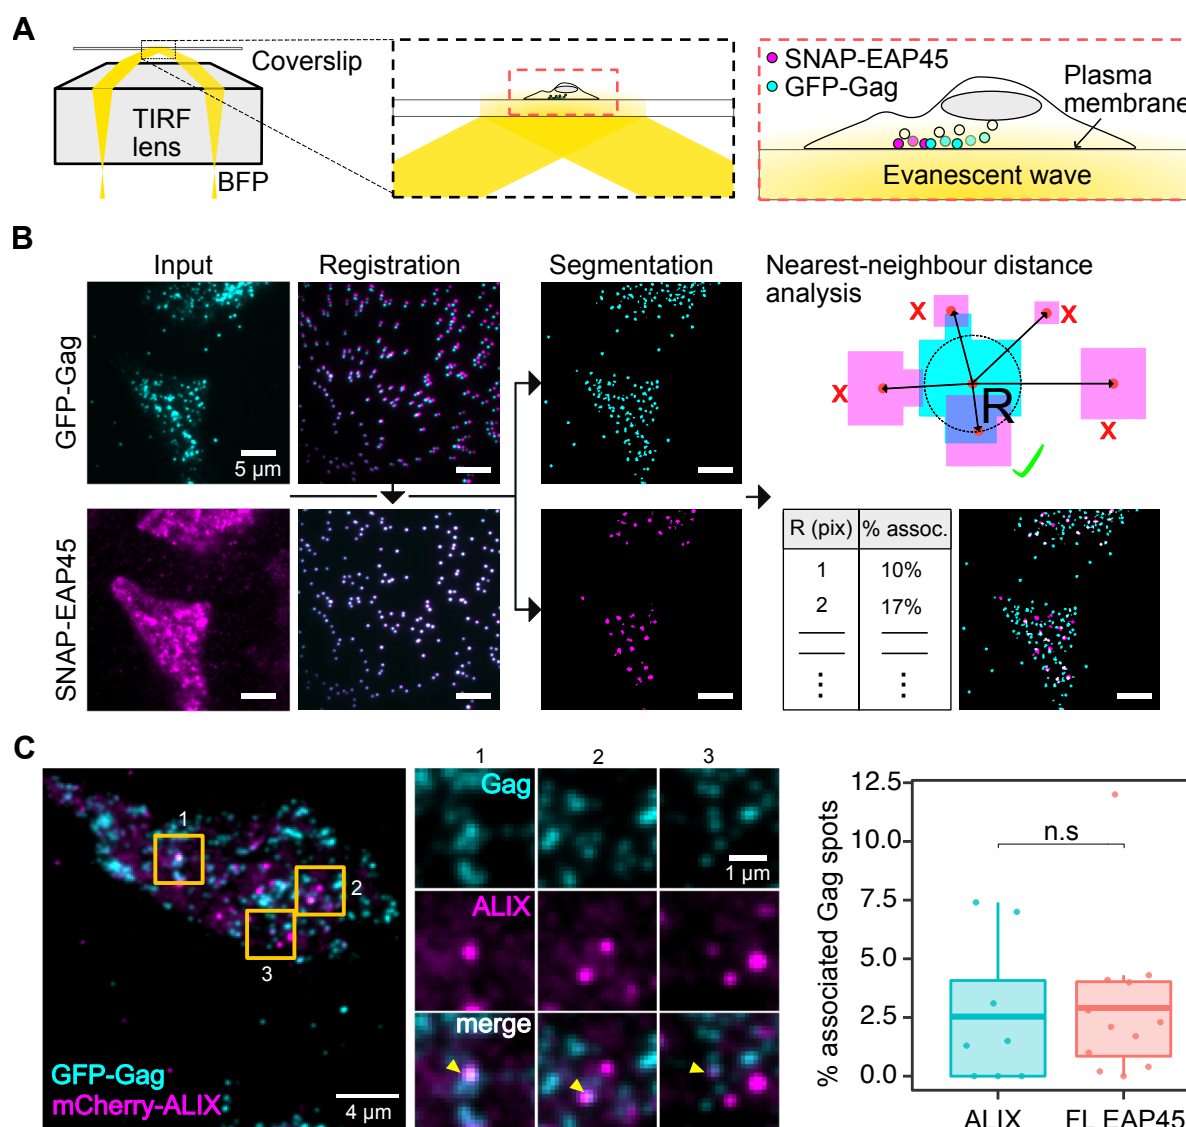 A
Coverslip
TIRF
lens
BFP
SNAP-EAP45
GFP-Gag
Plasma
membrane
Evanescent wave
B
Input
Registration
Segmentation
Nearest-neighbour distance
analysis
GFP-Gag
5 µm
X
X
X
X
R
SNAP-EAP45
R (pix)
% assoc.
1
10%
2
17%
⋮
⋮
C
1
2
3
GFP-Gag
mCherry-ALIX
4 µm
1
2
3
Gag
1 µm
ALIX
merge
% associated Gag spots
12.5
10.0
7.5
5.0
2.5
0.0
n.s
ALIX
FL EAP45